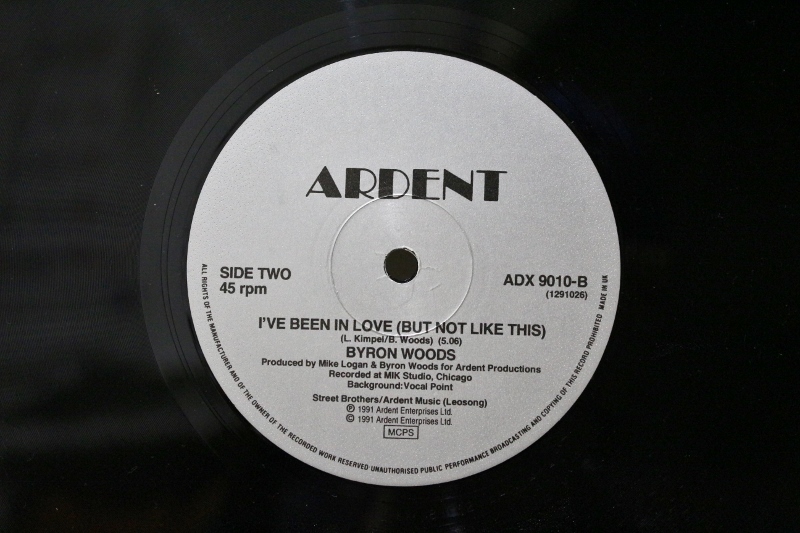 ARDENT
SIDE TWO
45 rpm
ADX 9010-B
(1291026)
I'VE BEEN IN LOVE (BUT NOT LIKE THIS)
(L. Kimpel/B. Woods) (5.06)
BYRON WOODS
Produced by Mike Logan & Byron Woods for Ardent Productions
Recorded at MIK Studio, Chicago
Background: Vocal Point
Street Brothers/Ardent Music (Leosong)
℗ 1991 Ardent Enterprises Ltd.
© 1991 Ardent Enterprises Ltd.
MCPS
ALL RIGHTS OF THE MANUFACTURER AND OF THE OWNER OF THE RECORDED WORK RESERVED UNAUTHORISED PUBLIC PERFORMANCE BROADCASTING AND COPYING OF THIS RECORD PROHIBITED MADE IN UK